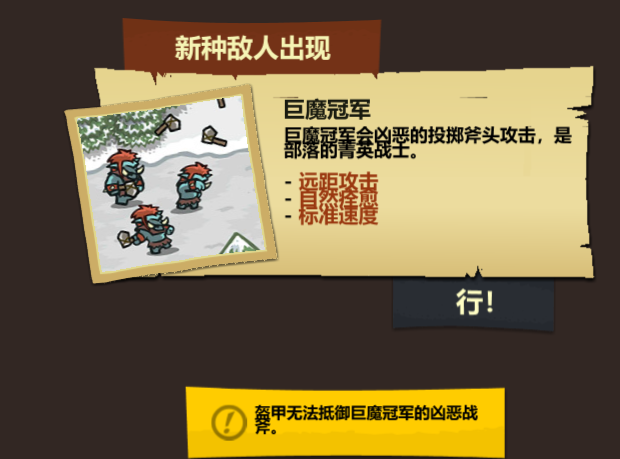 新种敌人出现
巨魔冠军
巨魔冠军会凶恶的投掷斧头攻击，是
部落的菁英战士。
- 远距攻击
- 自然痊愈
- 标准速度
行!
盔甲无法抵御巨魔冠军的凶恶战
斧。